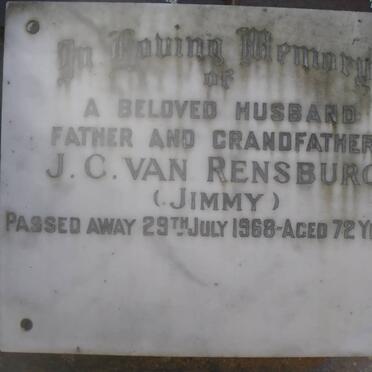 In Loving Memory
of
A BELOVED HUSBAND
FATHER AND GRANDFATHER
J. C. VAN RENSBURG
(JIMMY)
PASSED AWAY 29TH JULY 1968-AGED 72 Y